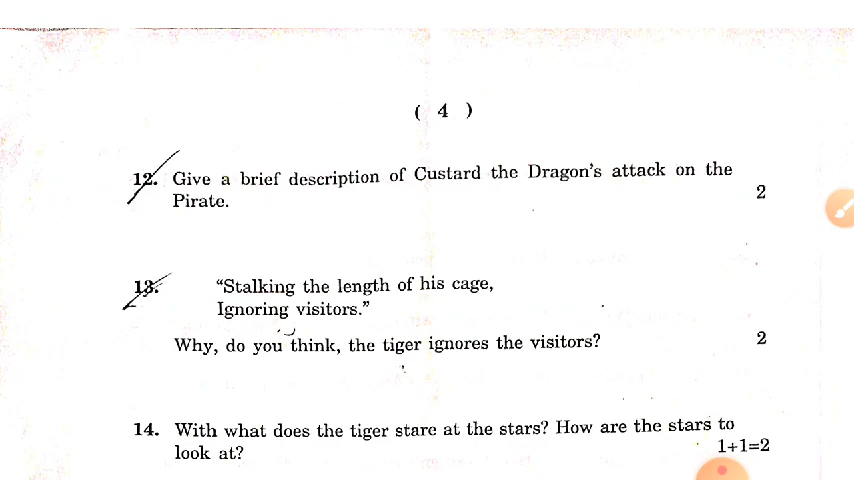 ( 4 )
12. Give a brief description of Custard the Dragon's attack on the
Pirate.
2
13. “Stalking the length of his cage,
Ignoring visitors.”
Why, do you think, the tiger ignores the visitors?
2
14. With what does the tiger stare at the stars? How are the stars to
look at?
1+1=2